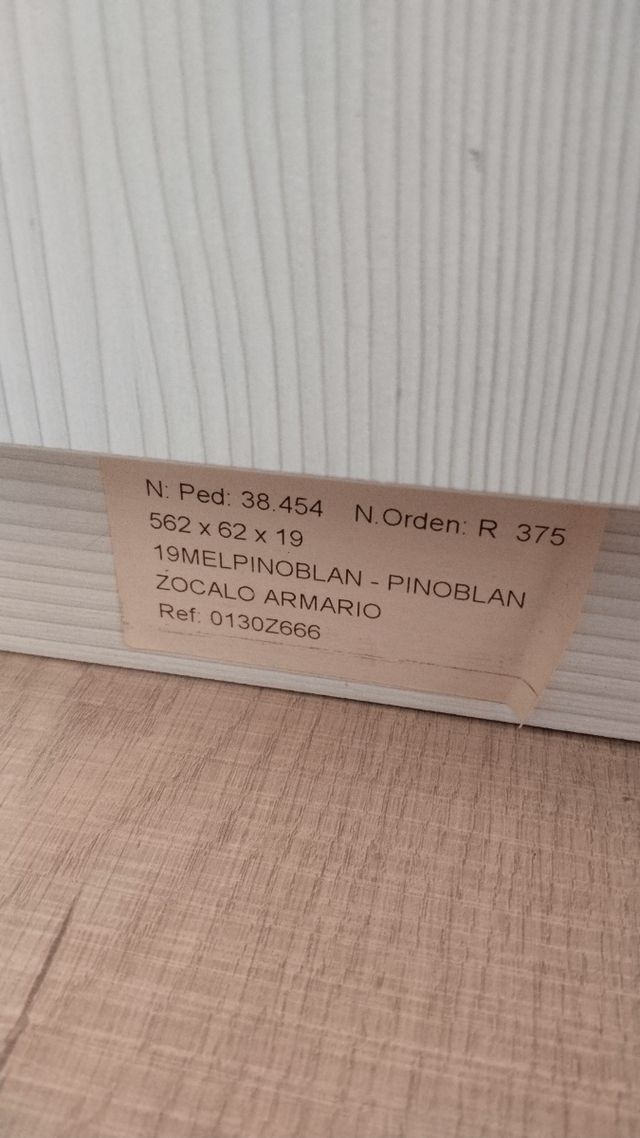 N: Ped: 38.454 N.Orden: R 375
562 x 62 x 19
19MELPINOBLAN - PINOBLAN
ZOCALO ARMARIO
Ref: 0130Z666